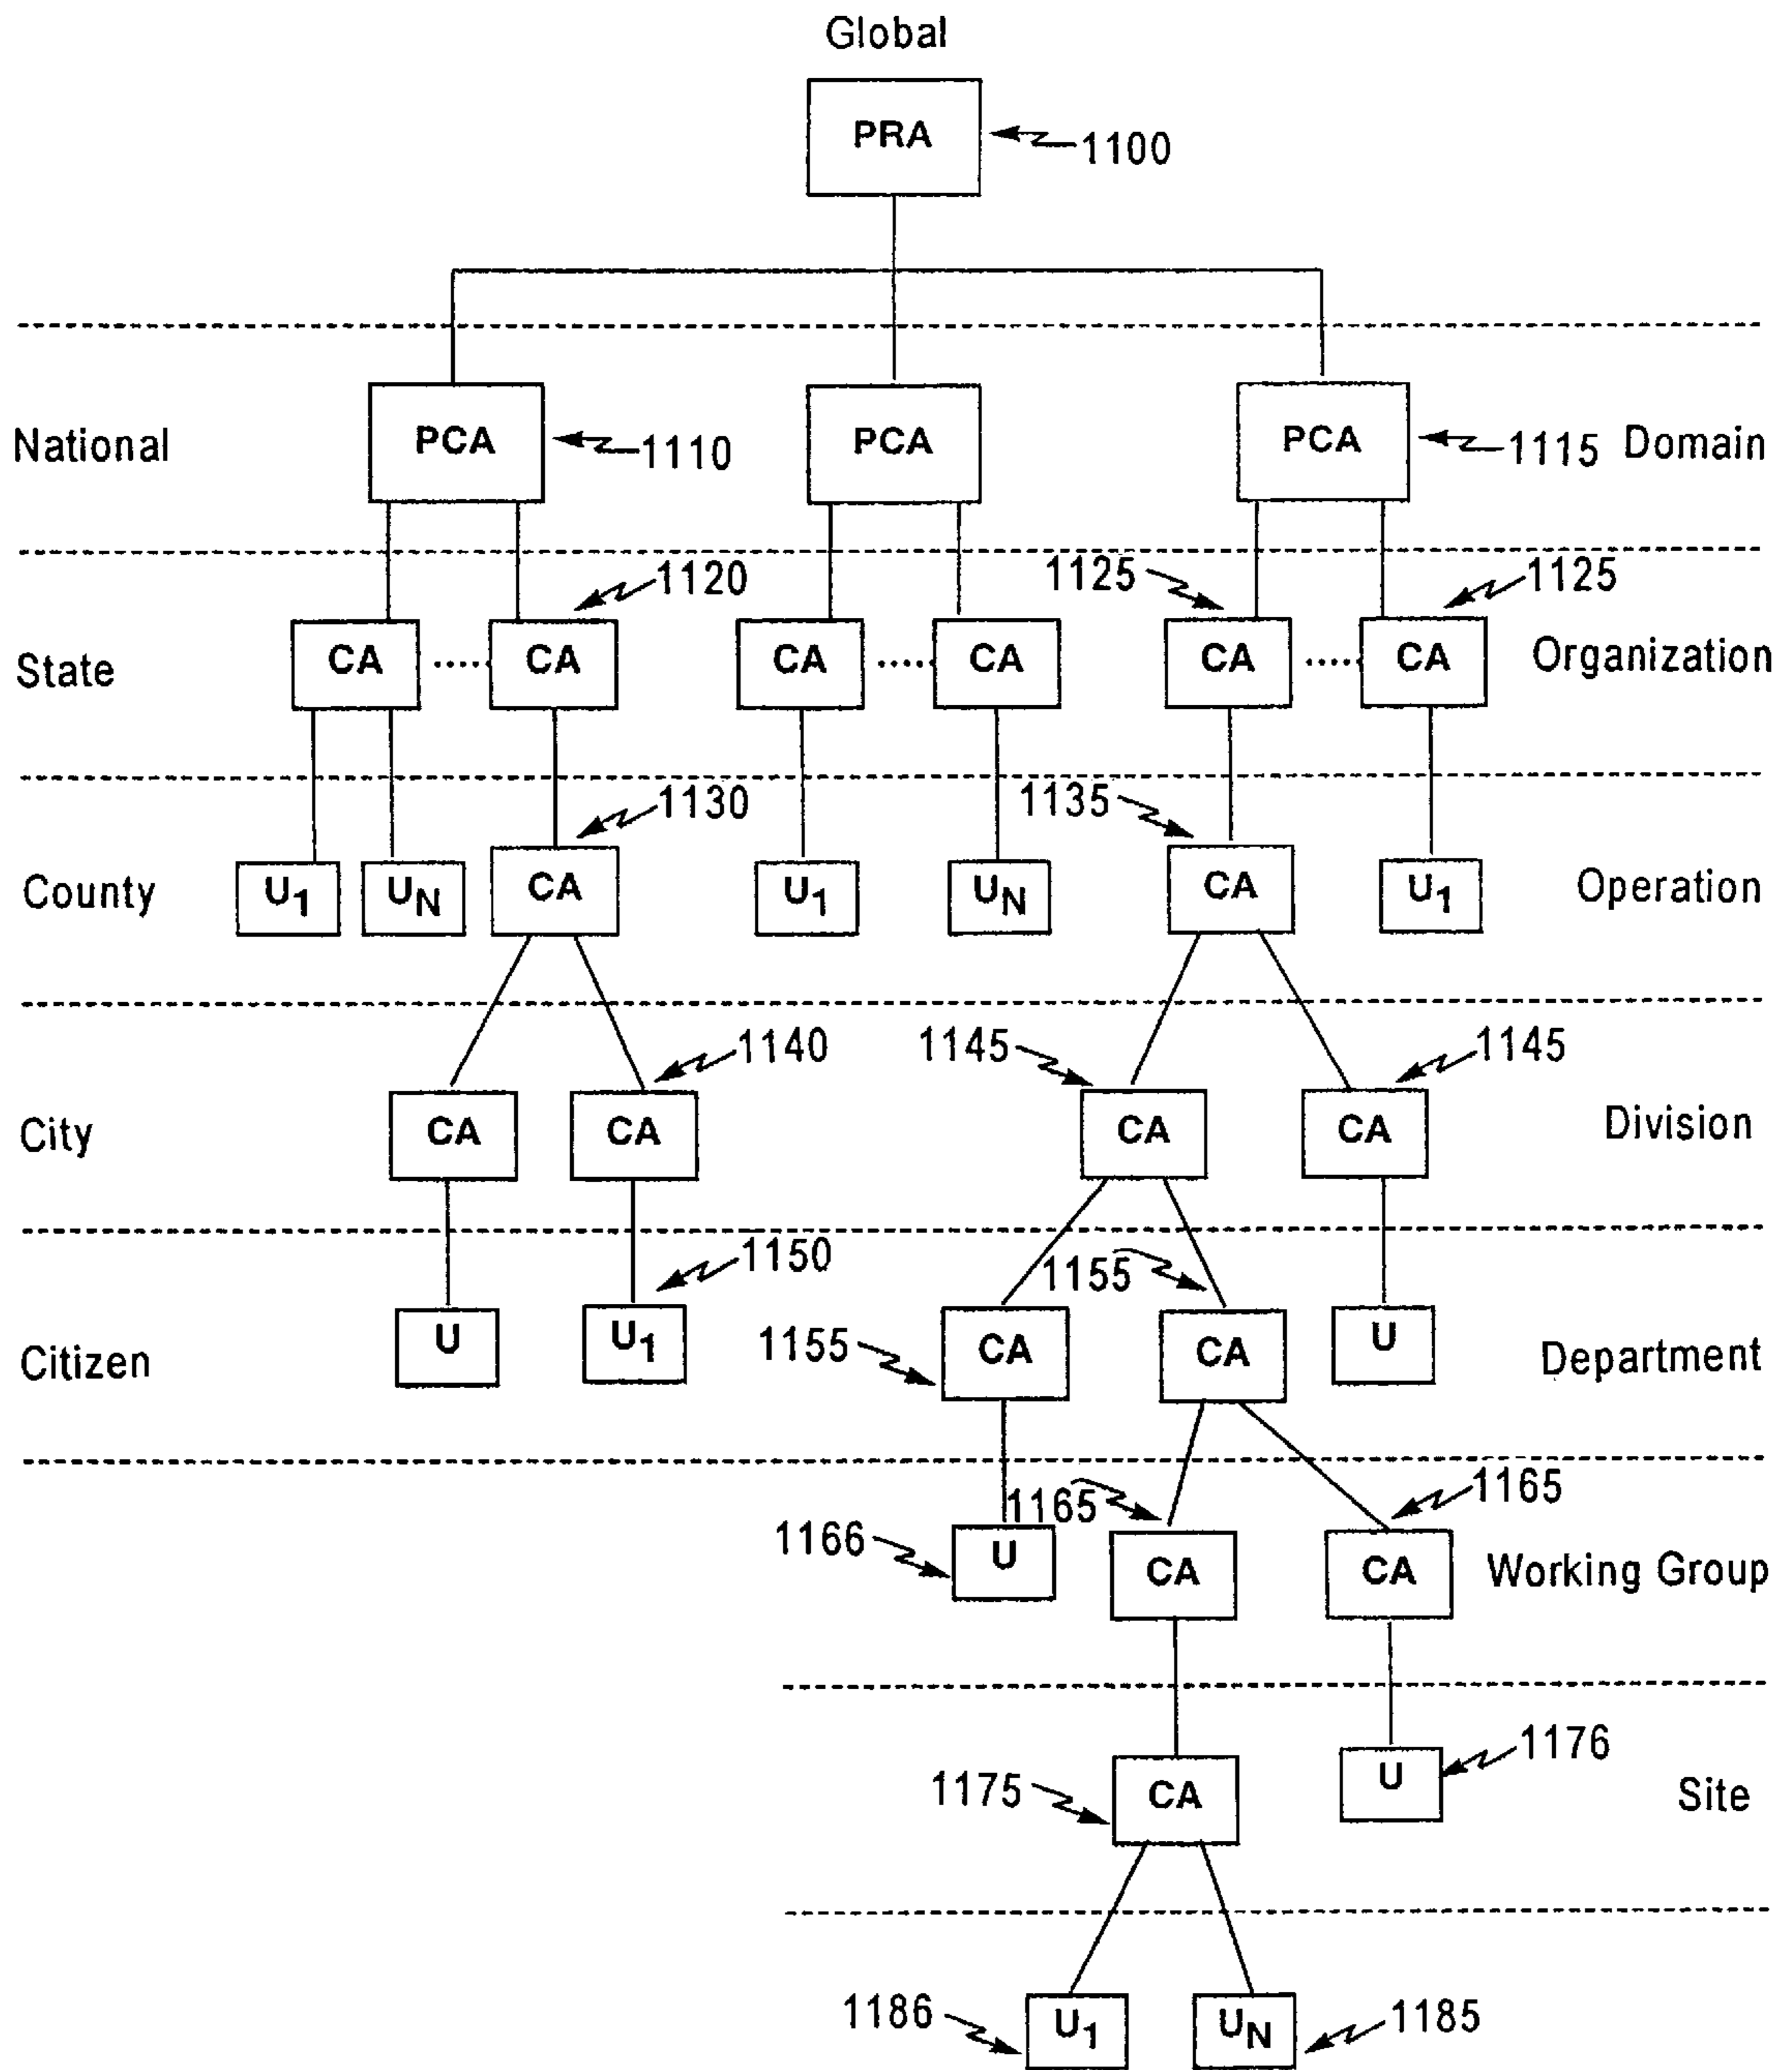 Global
PRA
1100
National
PCA
1110
PCA
PCA
1115
Domain
1120
1125
1125
State
CA
.....
CA
CA
.....
CA
CA
.....
CA
Organization
1130
1135
County
U1
UN
CA
U1
UN
CA
U1
Operation
1140
1145
1145
City
CA
CA
CA
CA
Division
1150
1155
Citizen
U
U1
1155
CA
CA
U
Department
1165
1165
1166
U
CA
CA
Working Group
1176
1175
CA
U
Site
1186
U1
UN
1185